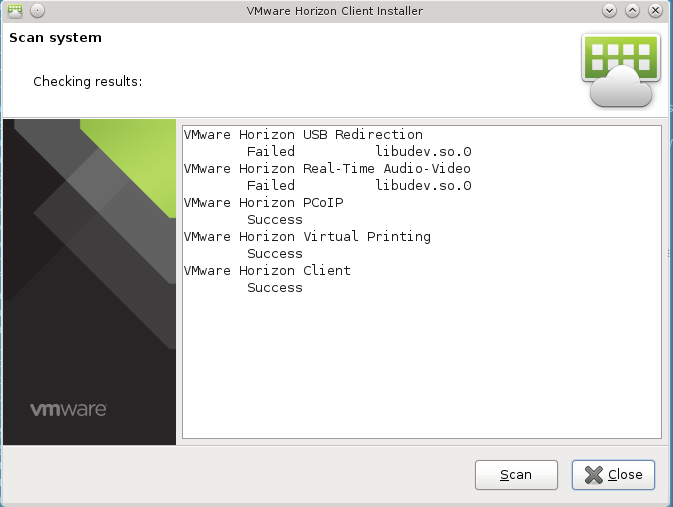 VMware Horizon Client Installer
Scan system
Checking results:
VMware Horizon USB Redirection
Failed libudev.so.0
VMware Horizon Real-Time Audio-Video
Failed libudev.so.0
VMware Horizon PCoIP
Success
VMware Horizon Virtual Printing
Success
VMware Horizon Client
Success
vmware
Scan
Close